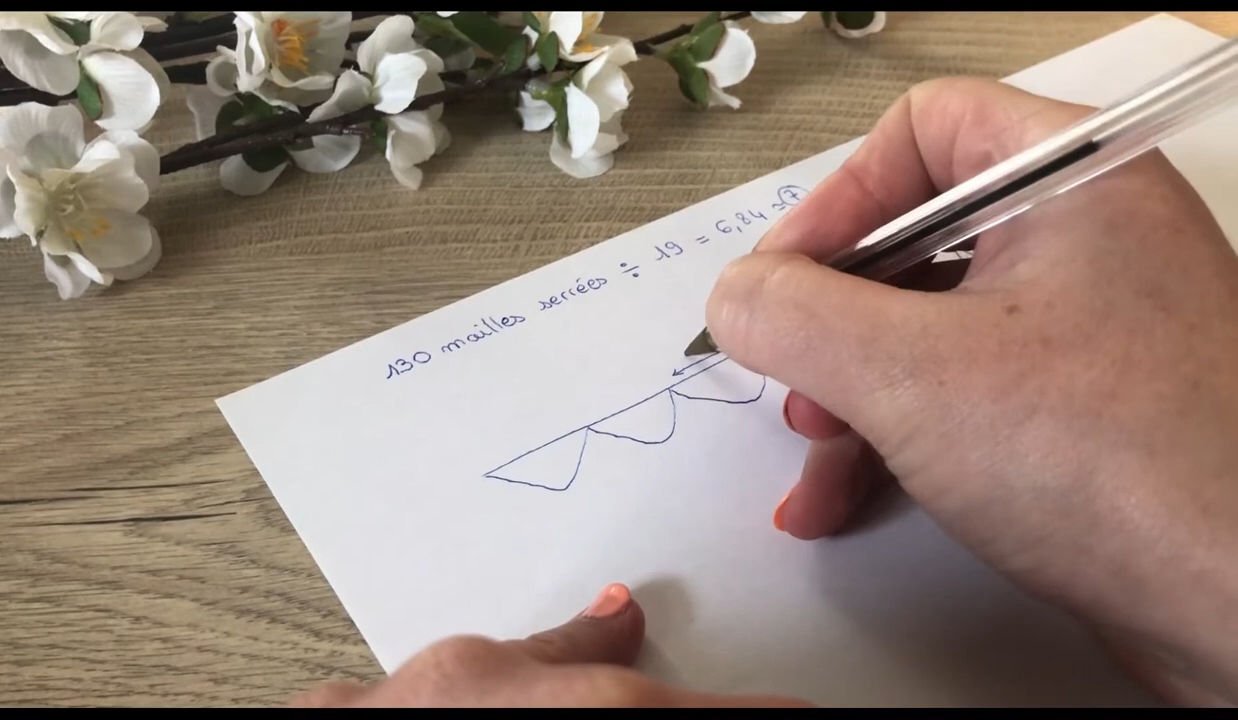 130 mailles serrées ÷ 19 = 6,84 ≈ 7